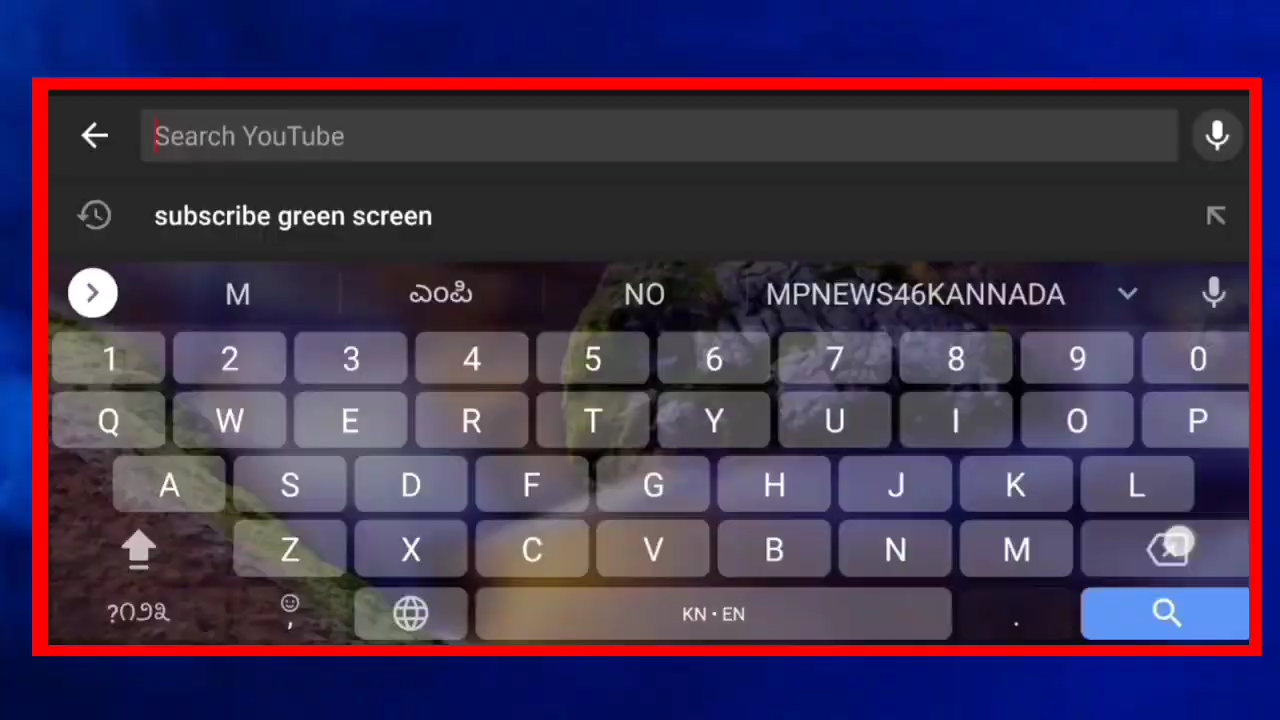 Search YouTube
subscribe green screen
M ಎಂಪಿ NO MPNEWS46KANNADA
1 2 3 4 5 6 7 8 9 0
Q W E R T Y U I O P
A S D F G H J K L
Z X C V B N M
?೧೨೩ , KN • EN .